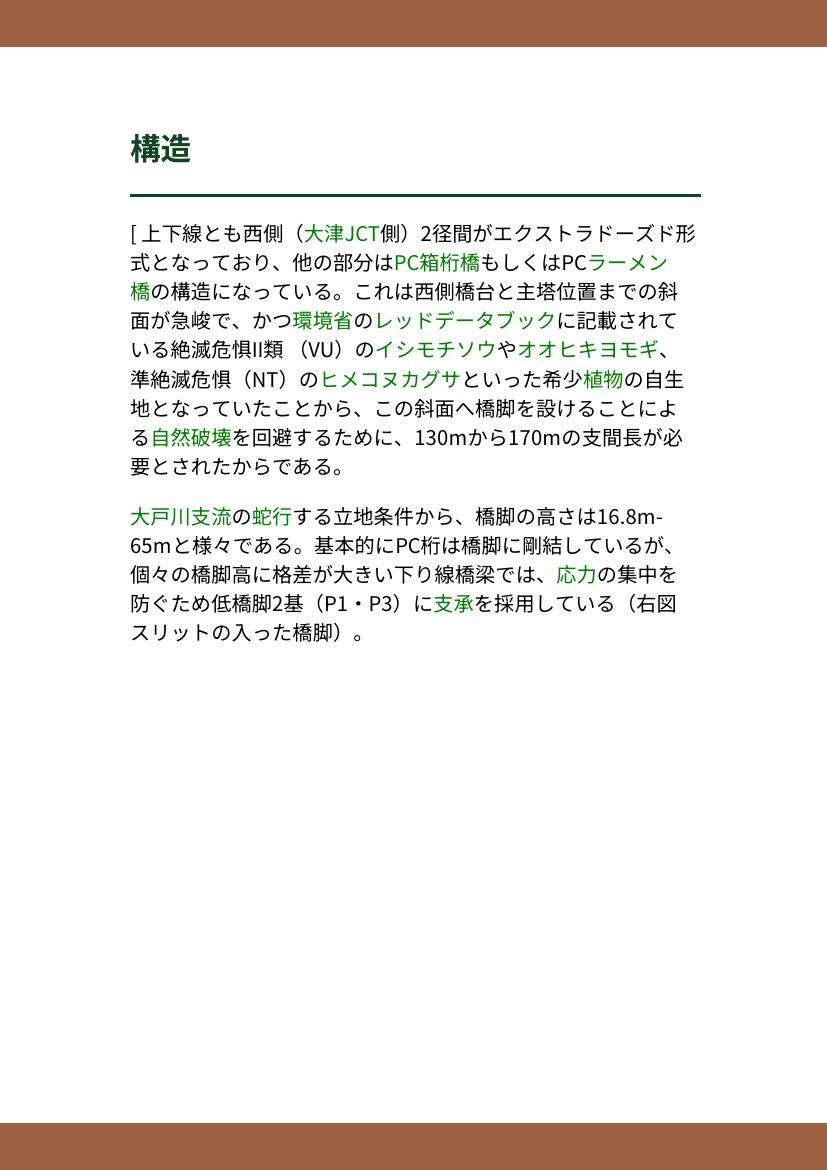 構造
[ 上下線とも西側（大津JCT側）2径間がエクストラドーズド形
式となっており、他の部分はPC箱桁橋もしくはPCラーメン
橋の構造になっている。これは西側橋台と主塔位置までの斜
面が急峻で、かつ環境省のレッドデータブックに記載されて
いる絶滅危惧II類 （VU）のイシモチソウやオオヒキヨモギ、
準絶滅危惧（NT）のヒメコヌカグサといった希少植物の自生
地となっていたことから、この斜面へ橋脚を設けることによ
る自然破壊を回避するために、130mから170mの支間長が必
要とされたからである。
大戸川支流の蛇行する立地条件から、橋脚の高さは16.8m-
65mと様々である。基本的にPC桁は橋脚に剛結しているが、
個々の橋脚高に格差が大きい下り線橋梁では、応力の集中を
防ぐため低橋脚2基（P1・P3）に支承を採用している（右図
スリットの入った橋脚）。